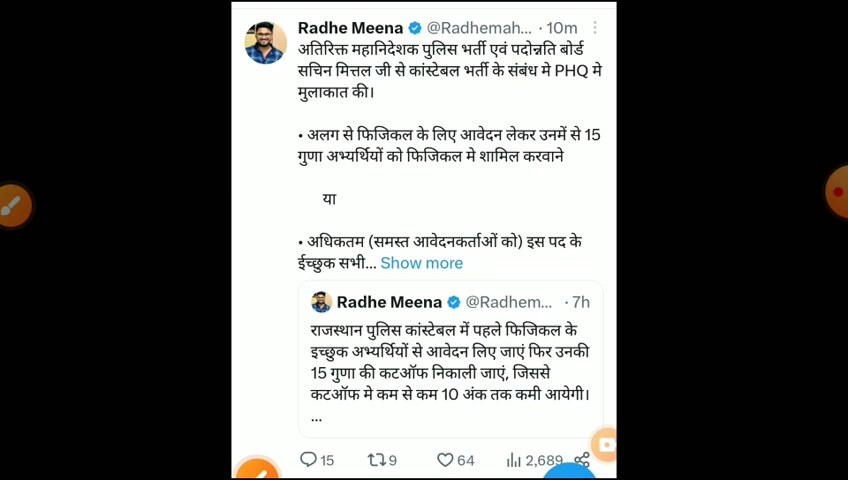 Radhe Meena @Radhemah... · 10m
अतिरिक्त महानिदेशक पुलिस भर्ती एवं पदोन्नति बोर्ड
सचिन मित्तल जी से कांस्टेबल भर्ती के संबंध मे PHQ मे
मुलाकात की।
• अलग से फिजिकल के लिए आवेदन लेकर उनमें से 15
गुणा अभ्यर्थियों को फिजिकल मे शामिल करवाने
या
• अधिकतम (समस्त आवेदनकर्ताओं को) इस पद के
ईच्छुक सभी... Show more
Radhe Meena @Radhem... · 7h
राजस्थान पुलिस कांस्टेबल में पहले फिजिकल के
इच्छुक अभ्यर्थियों से आवेदन लिए जाएं फिर उनकी
15 गुणा की कटऑफ निकाली जाएं, जिससे
कटऑफ मे कम से कम 10 अंक तक कमी आयेगी।
...
15 9 64 2,689